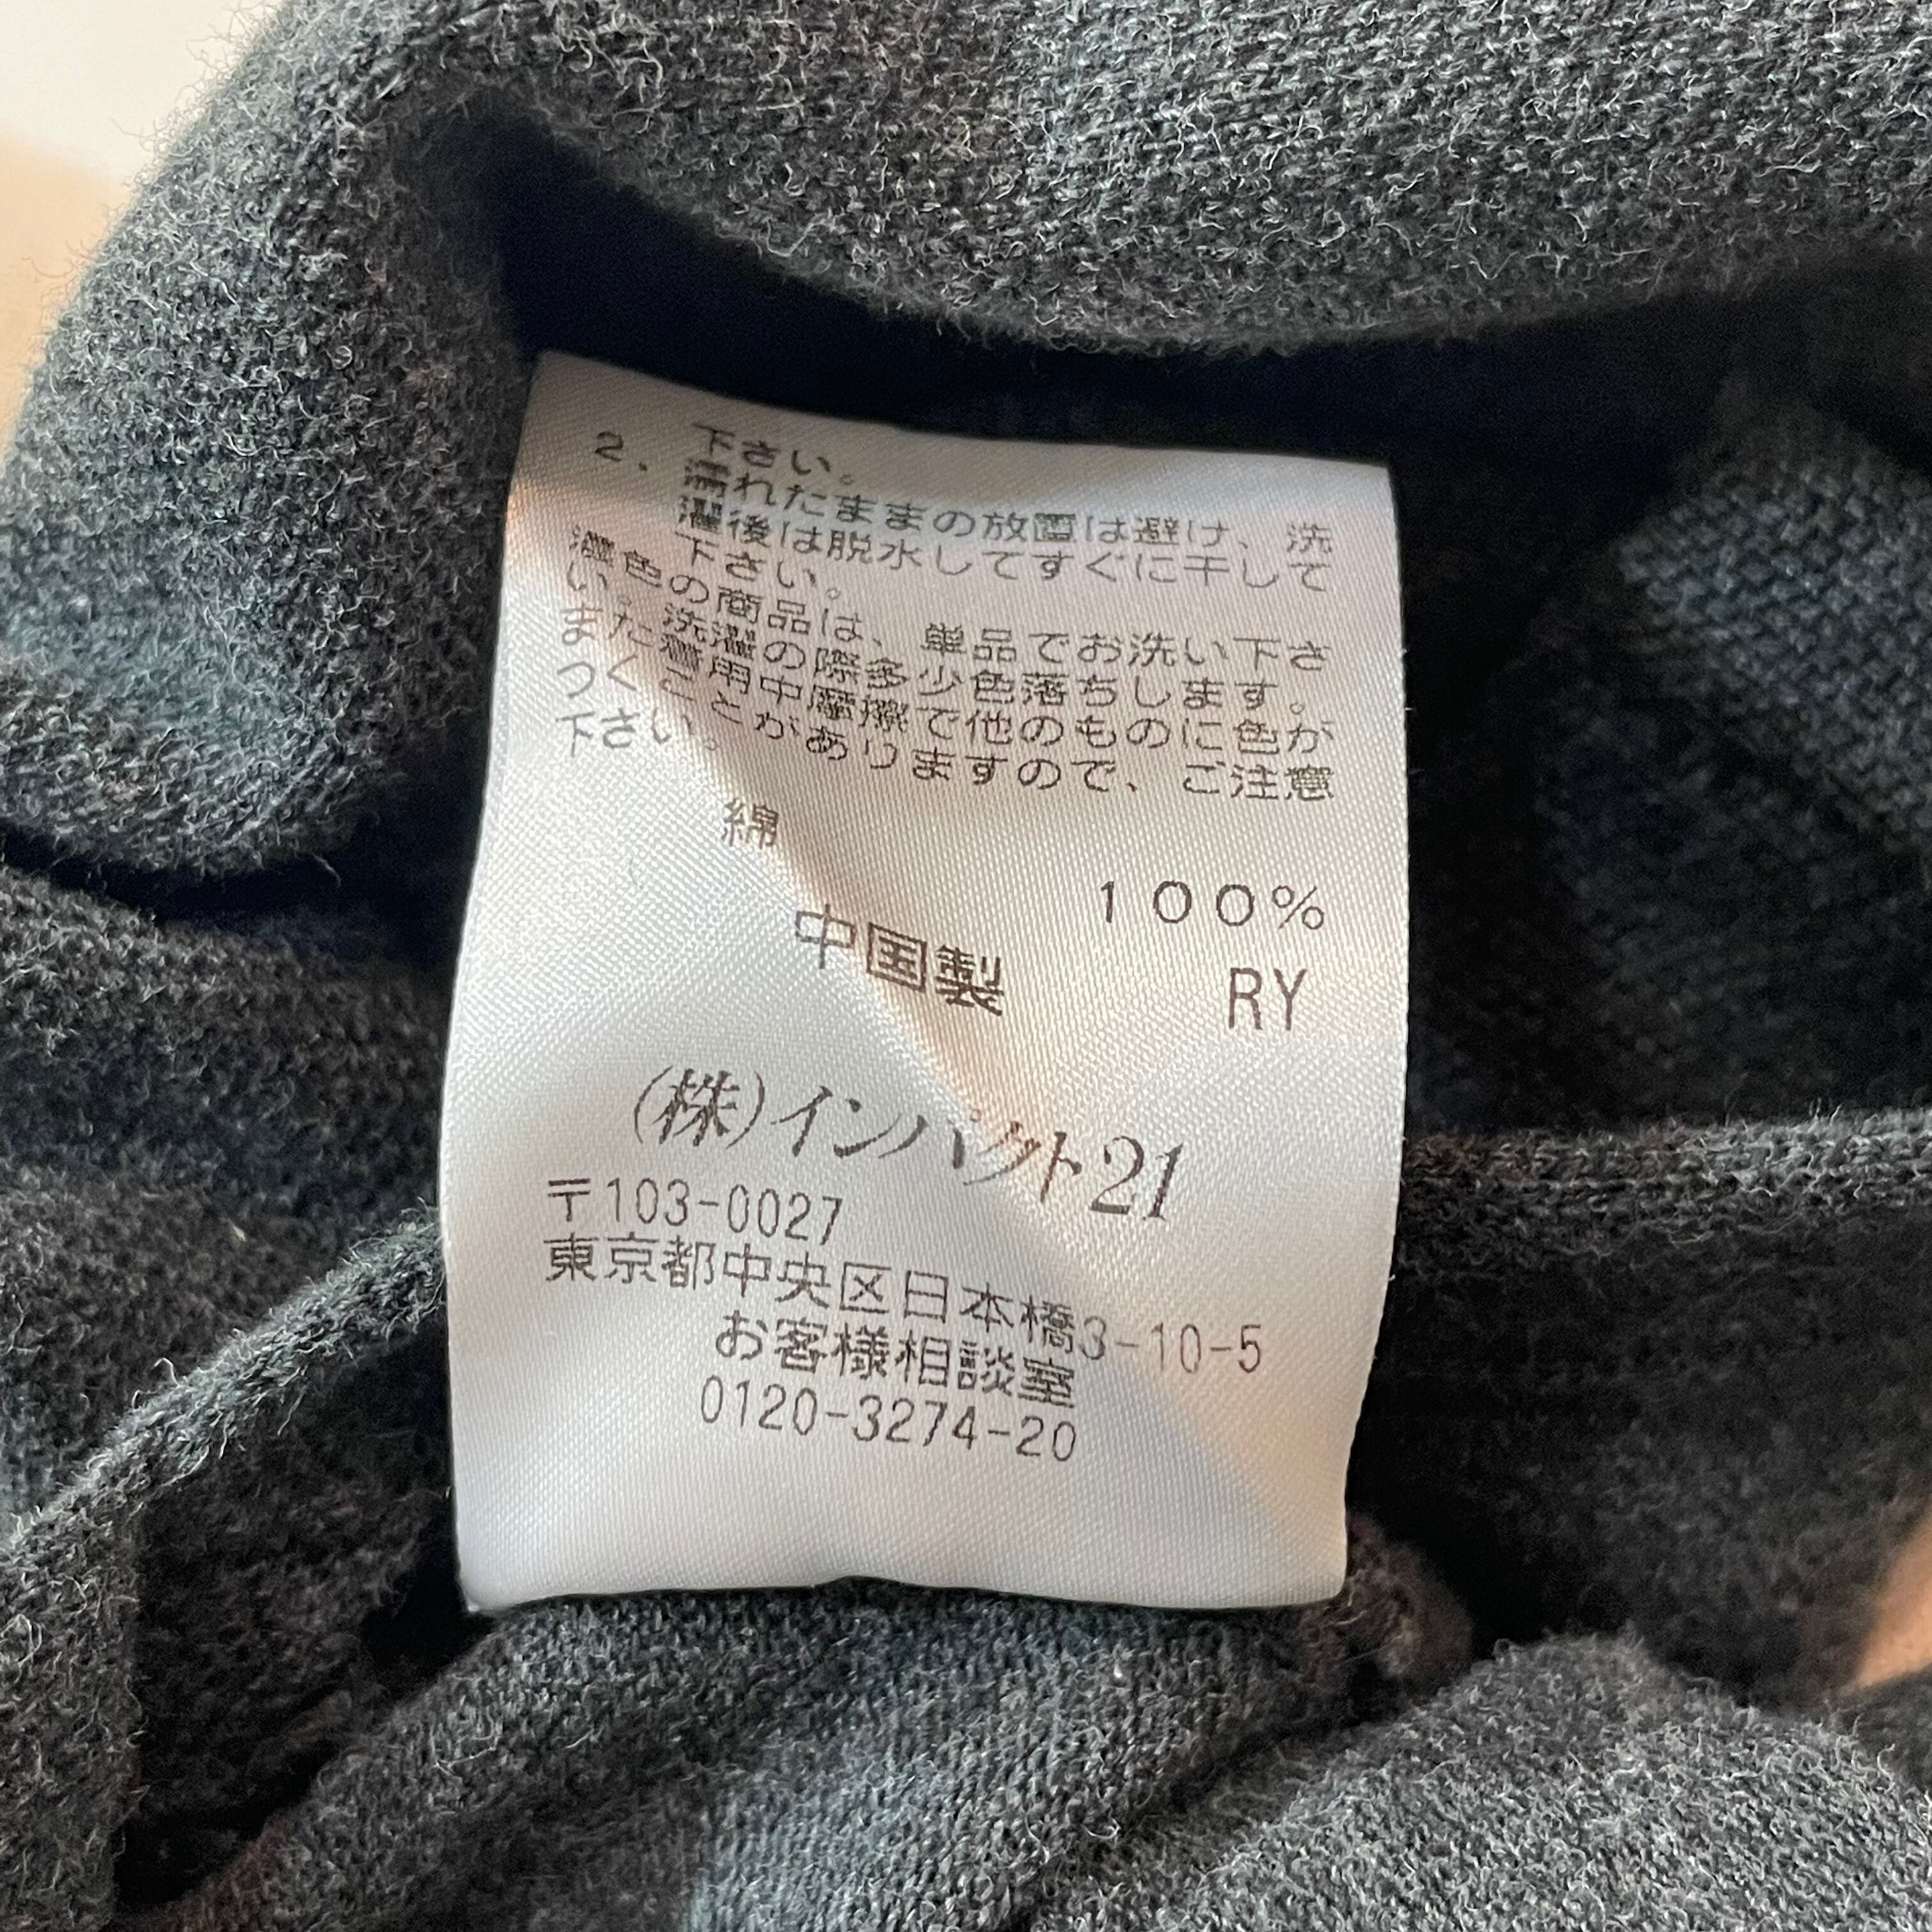 下さい。
2. 濡れたままの放置は避け、洗
濯後は脱水してすぐに干して
下さい。
濃色の商品は、単品でお洗い下さ
い。洗濯の際多少色落ちします。
また着用中摩擦で他のものに色が
つくことがありますので、ご注意
下さい。
綿 100%
中国製 RY
(株)インパクト21
〒103-0027
東京都中央区日本橋3-10-5
お客様相談室
0120-3274-20